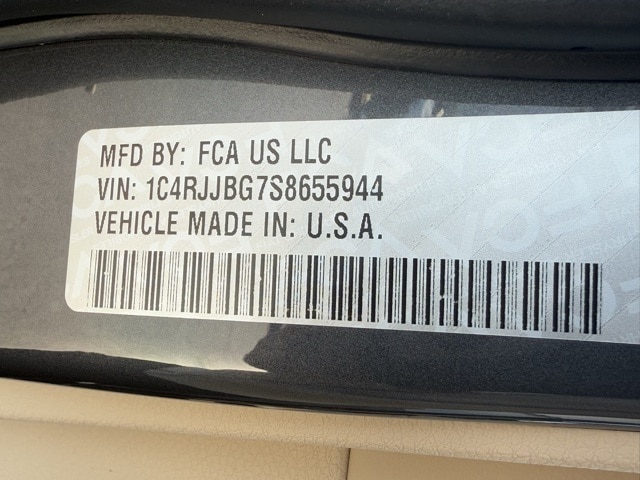 MFD BY: FCA US LLC
VIN: 1C4RJJBG7S8655944
VEHICLE MADE IN: U.S.A.